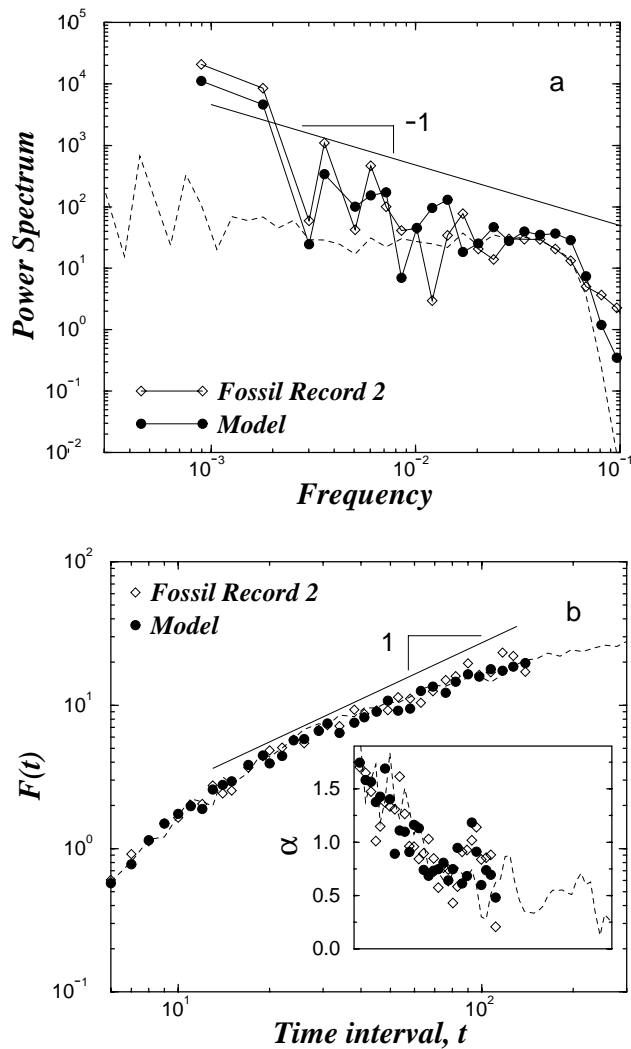 10^5
10^4
10^3
10^2
10^1
10^0
10^-1
10^-2
Power Spectrum
a
−1
Fossil Record 2
Model
10^-3
10^-2
10^-1
Frequency
10^2
10^1
10^0
10^-1
F(t)
Fossil Record 2
Model
1
b
2.0
1.5
1.0
0.5
0.0
α
10^1
10^2
Time interval, t